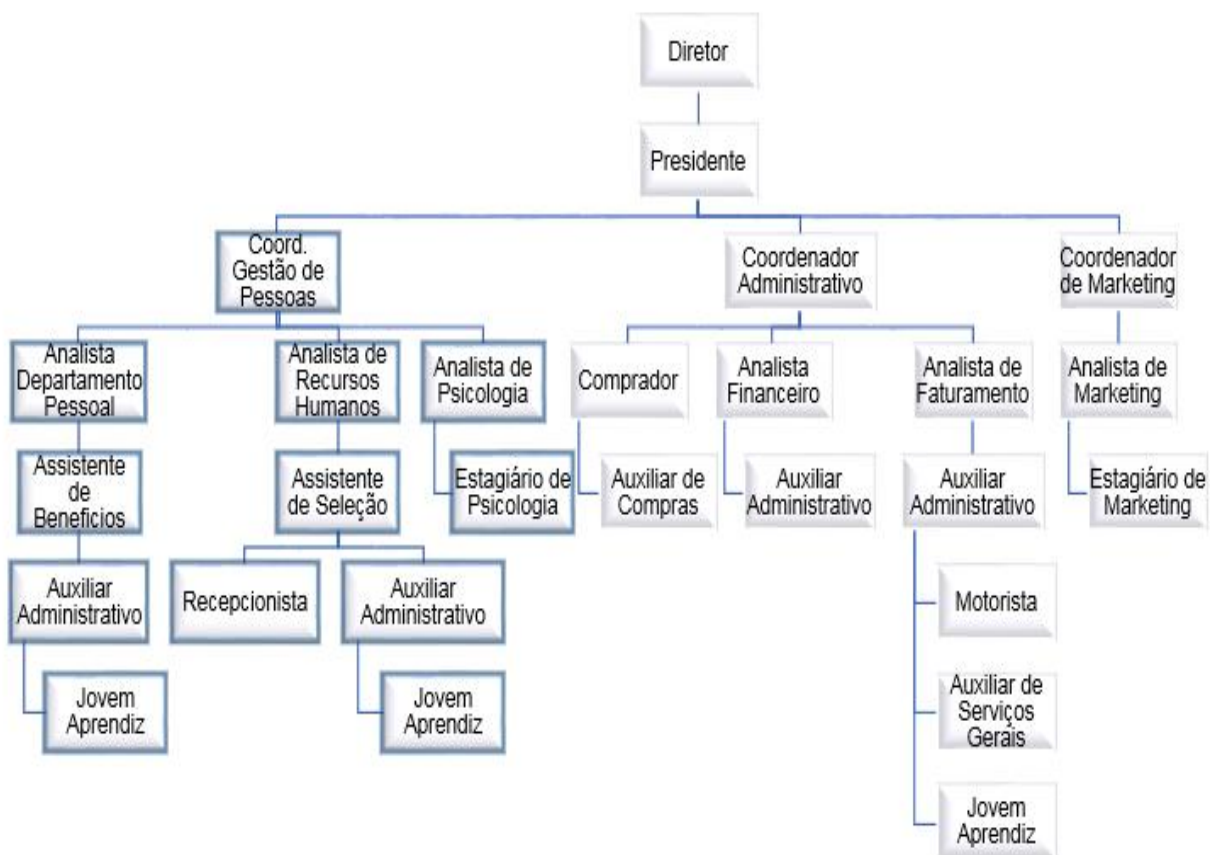 Diretor
Presidente
Coord.
Gestão de
Pessoas
Coordenador
Administrativo
Coordenador
de Marketing
Analista
Departamento
Pessoal
Analista de
Recursos
Humanos
Analista de
Psicologia
Comprador
Analista
Financeiro
Analista de
Faturamento
Analista de
Marketing
Assistente
de
Benefícios
Assistente
de Seleção
Estagiário de
Psicologia
Auxiliar de
Compras
Auxiliar
Administrativo
Auxiliar
Administrativo
Estagiário de
Marketing
Auxiliar
Administrativo
Recepcionista
Auxiliar
Administrativo
Motorista
Jovem
Aprendiz
Jovem
Aprendiz
Auxiliar de
Serviços
Gerais
Jovem
Aprendiz